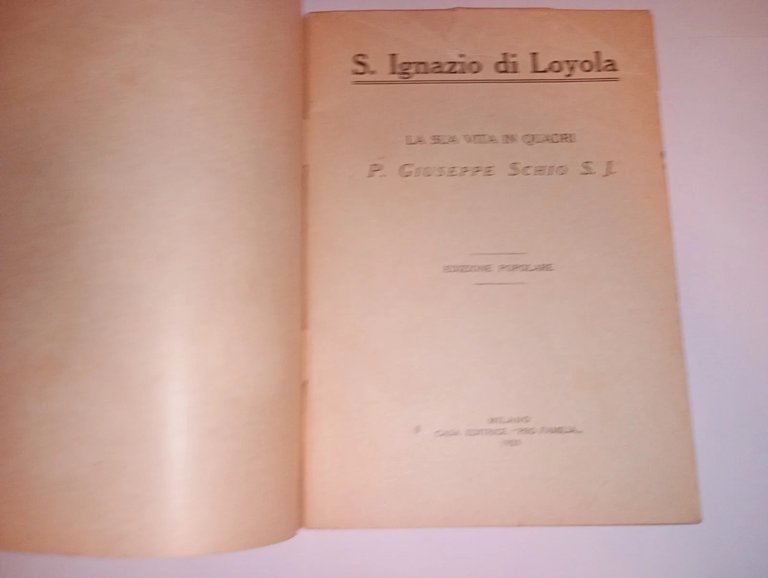 S. Ignazio di Loyola
LA SUA VITA IN QUADRI
P. GIUSEPPE SCHIO S. J.
EDIZIONE POPOLARE
MILANO
CASA EDITRICE "PRO FAMILIA„